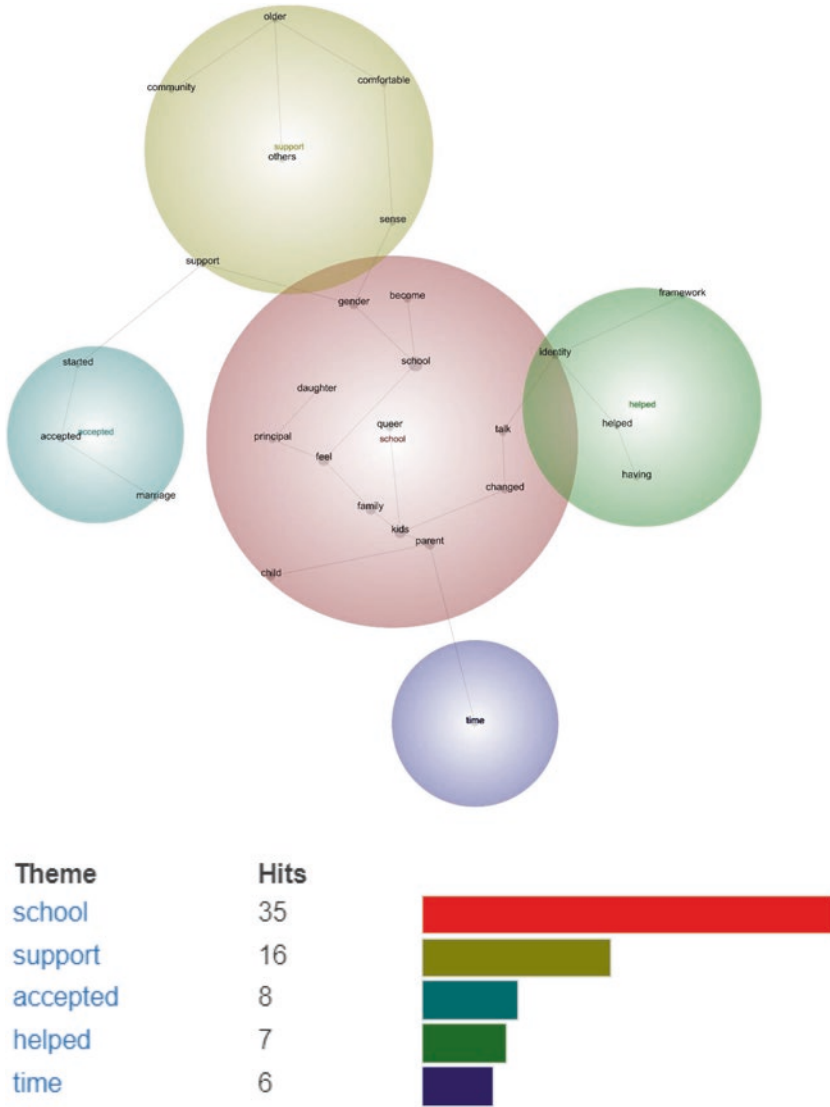 older
community
comfortable
support
others
sense
support
gender
become
framework
started
school
identity
daughter
helped
queer
helped
accepted
accepted
principal
school
talk
feel
having
changed
marriage
family
kids
parent
child
time
Theme Hits
school 35
support 16
accepted 8
helped 7
time 6